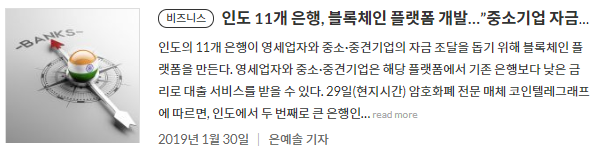 BANKS
비즈니스
인도 11개 은행, 블록체인 플랫폼 개발…"중소기업 자금...
인도의 11개 은행이 영세업자와 중소·중견기업의 자금 조달을 돕기 위해 블록체인 플
랫폼을 만든다. 영세업자와 중소·중견기업은 해당 플랫폼에서 기존 은행보다 낮은 금
리로 대출 서비스를 받을 수 있다. 29일(현지시간) 암호화폐 전문 매체 코인텔레그래프
에 따르면, 인도에서 두 번째로 큰 은행인... read more
2019년 1월 30일 | 은예솔 기자